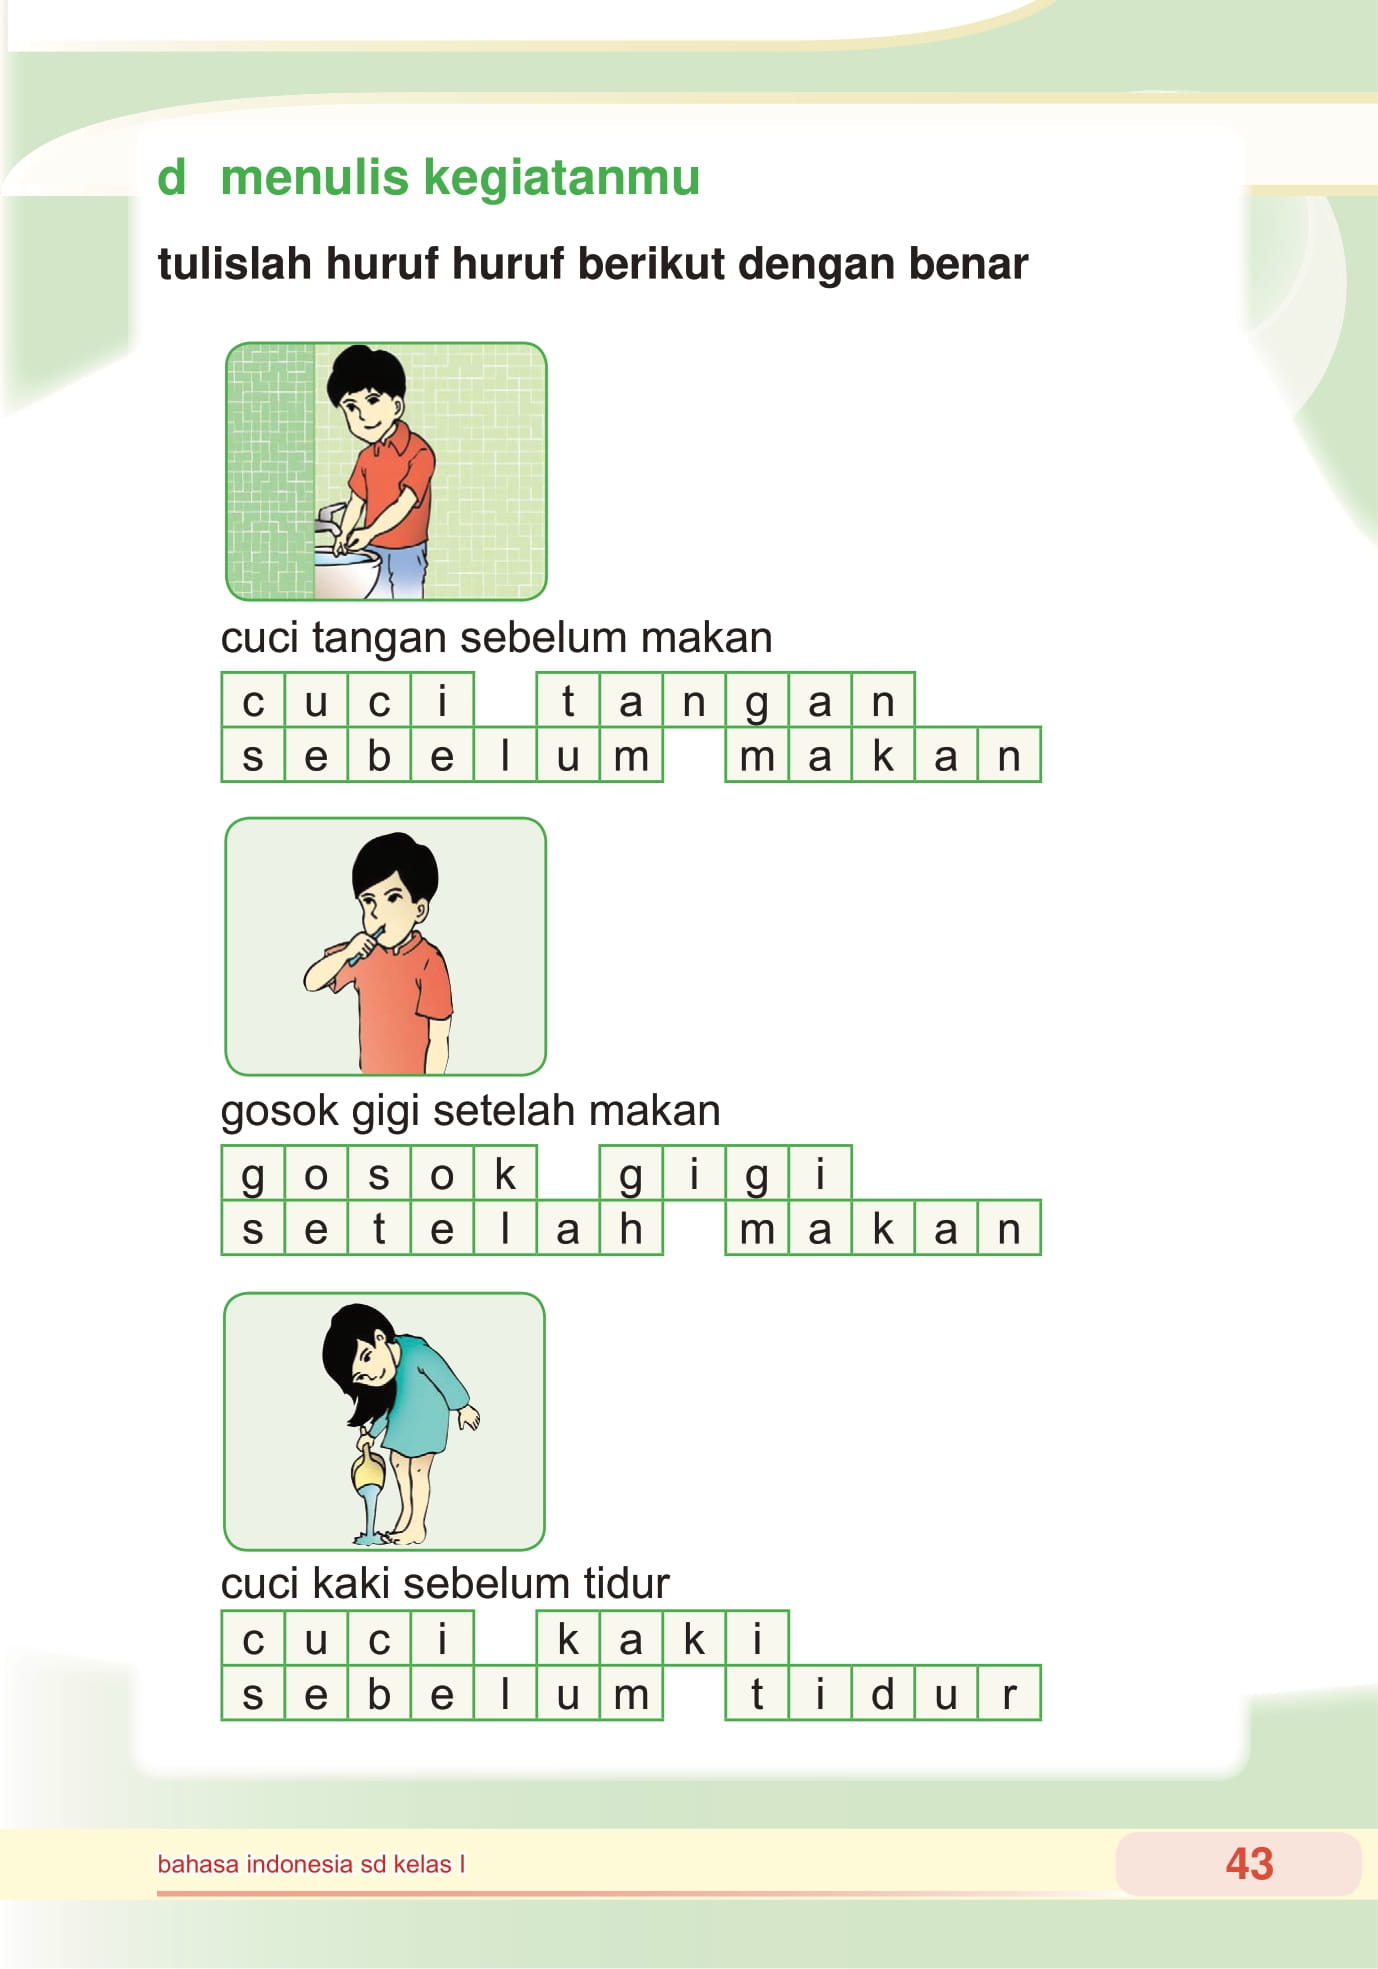 d menulis kegiatanmu
tulislah huruf huruf berikut dengan benar
cuci tangan sebelum makan
c u c i t a n g a n
s e b e l u m m a k a n
gosok gigi setelah makan
g o s o k g i g i
s e t e l a h m a k a n
cuci kaki sebelum tidur
c u c i k a k i
s e b e l u m t i d u r
bahasa indonesia sd kelas I
43